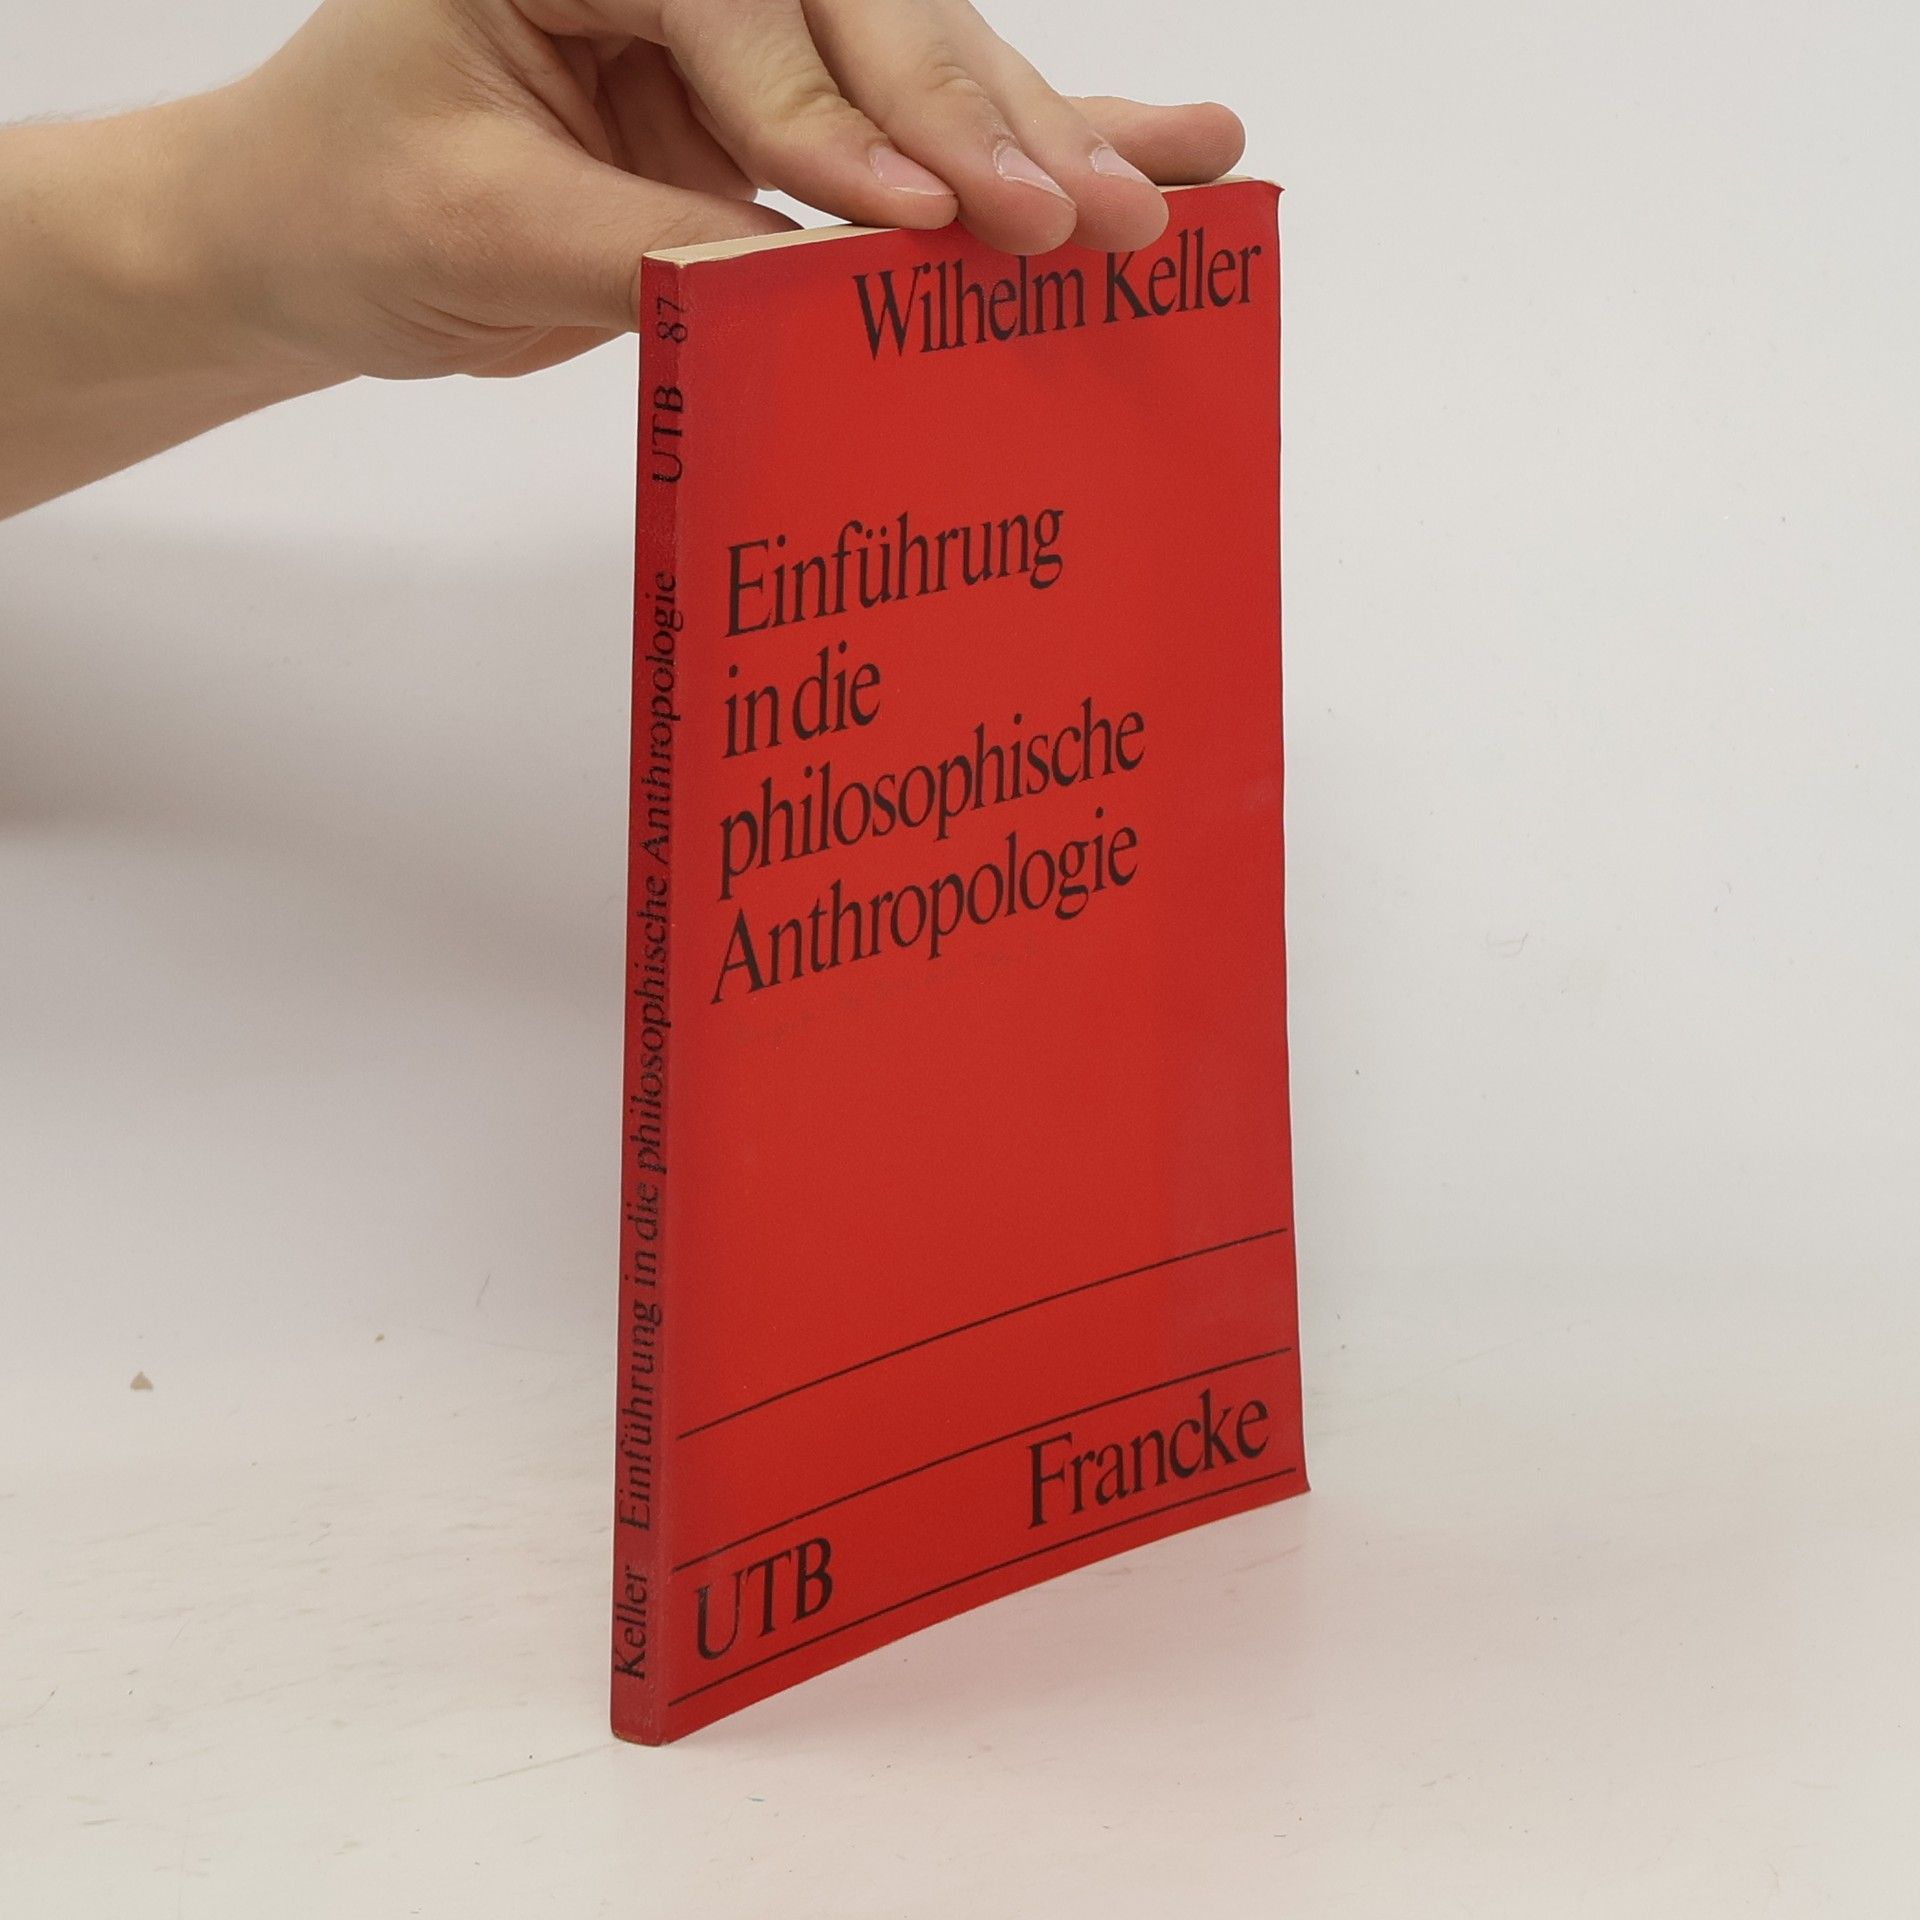 Wilhelm Keller
Einführung
in die
philosophische
Anthropologie
Francke
UTB
Keller Einführung in die philosophische Anthropologie UTB 87